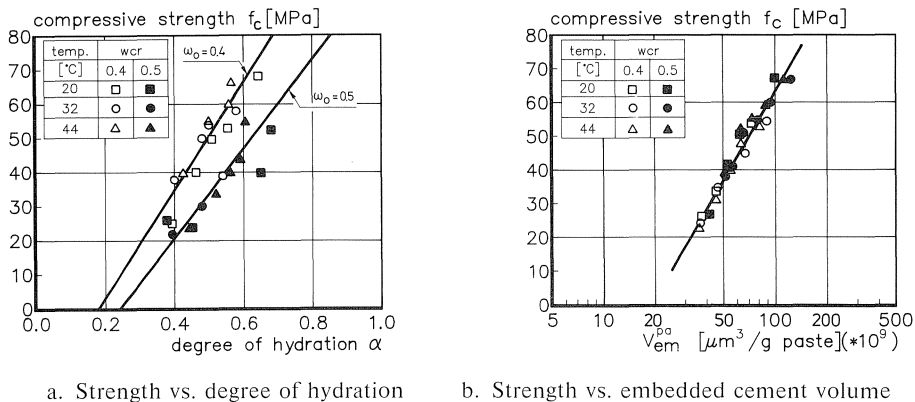 compressive strength fc [MPa]
80
70
60
50
40
30
20
10
0
temp. wcr
[°C] 0.4 0.5
20
32
44
ω₀=0.4
ω₀=0.5
0.0 0.2 0.4 0.6 0.8 1.0
degree of hydration α
a. Strength vs. degree of hydration
compressive strength fc [MPa]
80
70
60
50
40
30
20
10
0
temp. wcr
[°C] 0.4 0.5
20
32
44
5 10 20 50 100 200 500
V em pa [μm³/g paste](*10⁹)
b. Strength vs. embedded cement volume